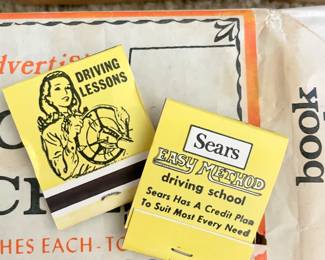 dvertis
DRIVING
LESSONS
Sears
EASY METHOD
driving school
Sears Has A Credit Plan
To Suit Most Every Need
book
HES EACH-TO